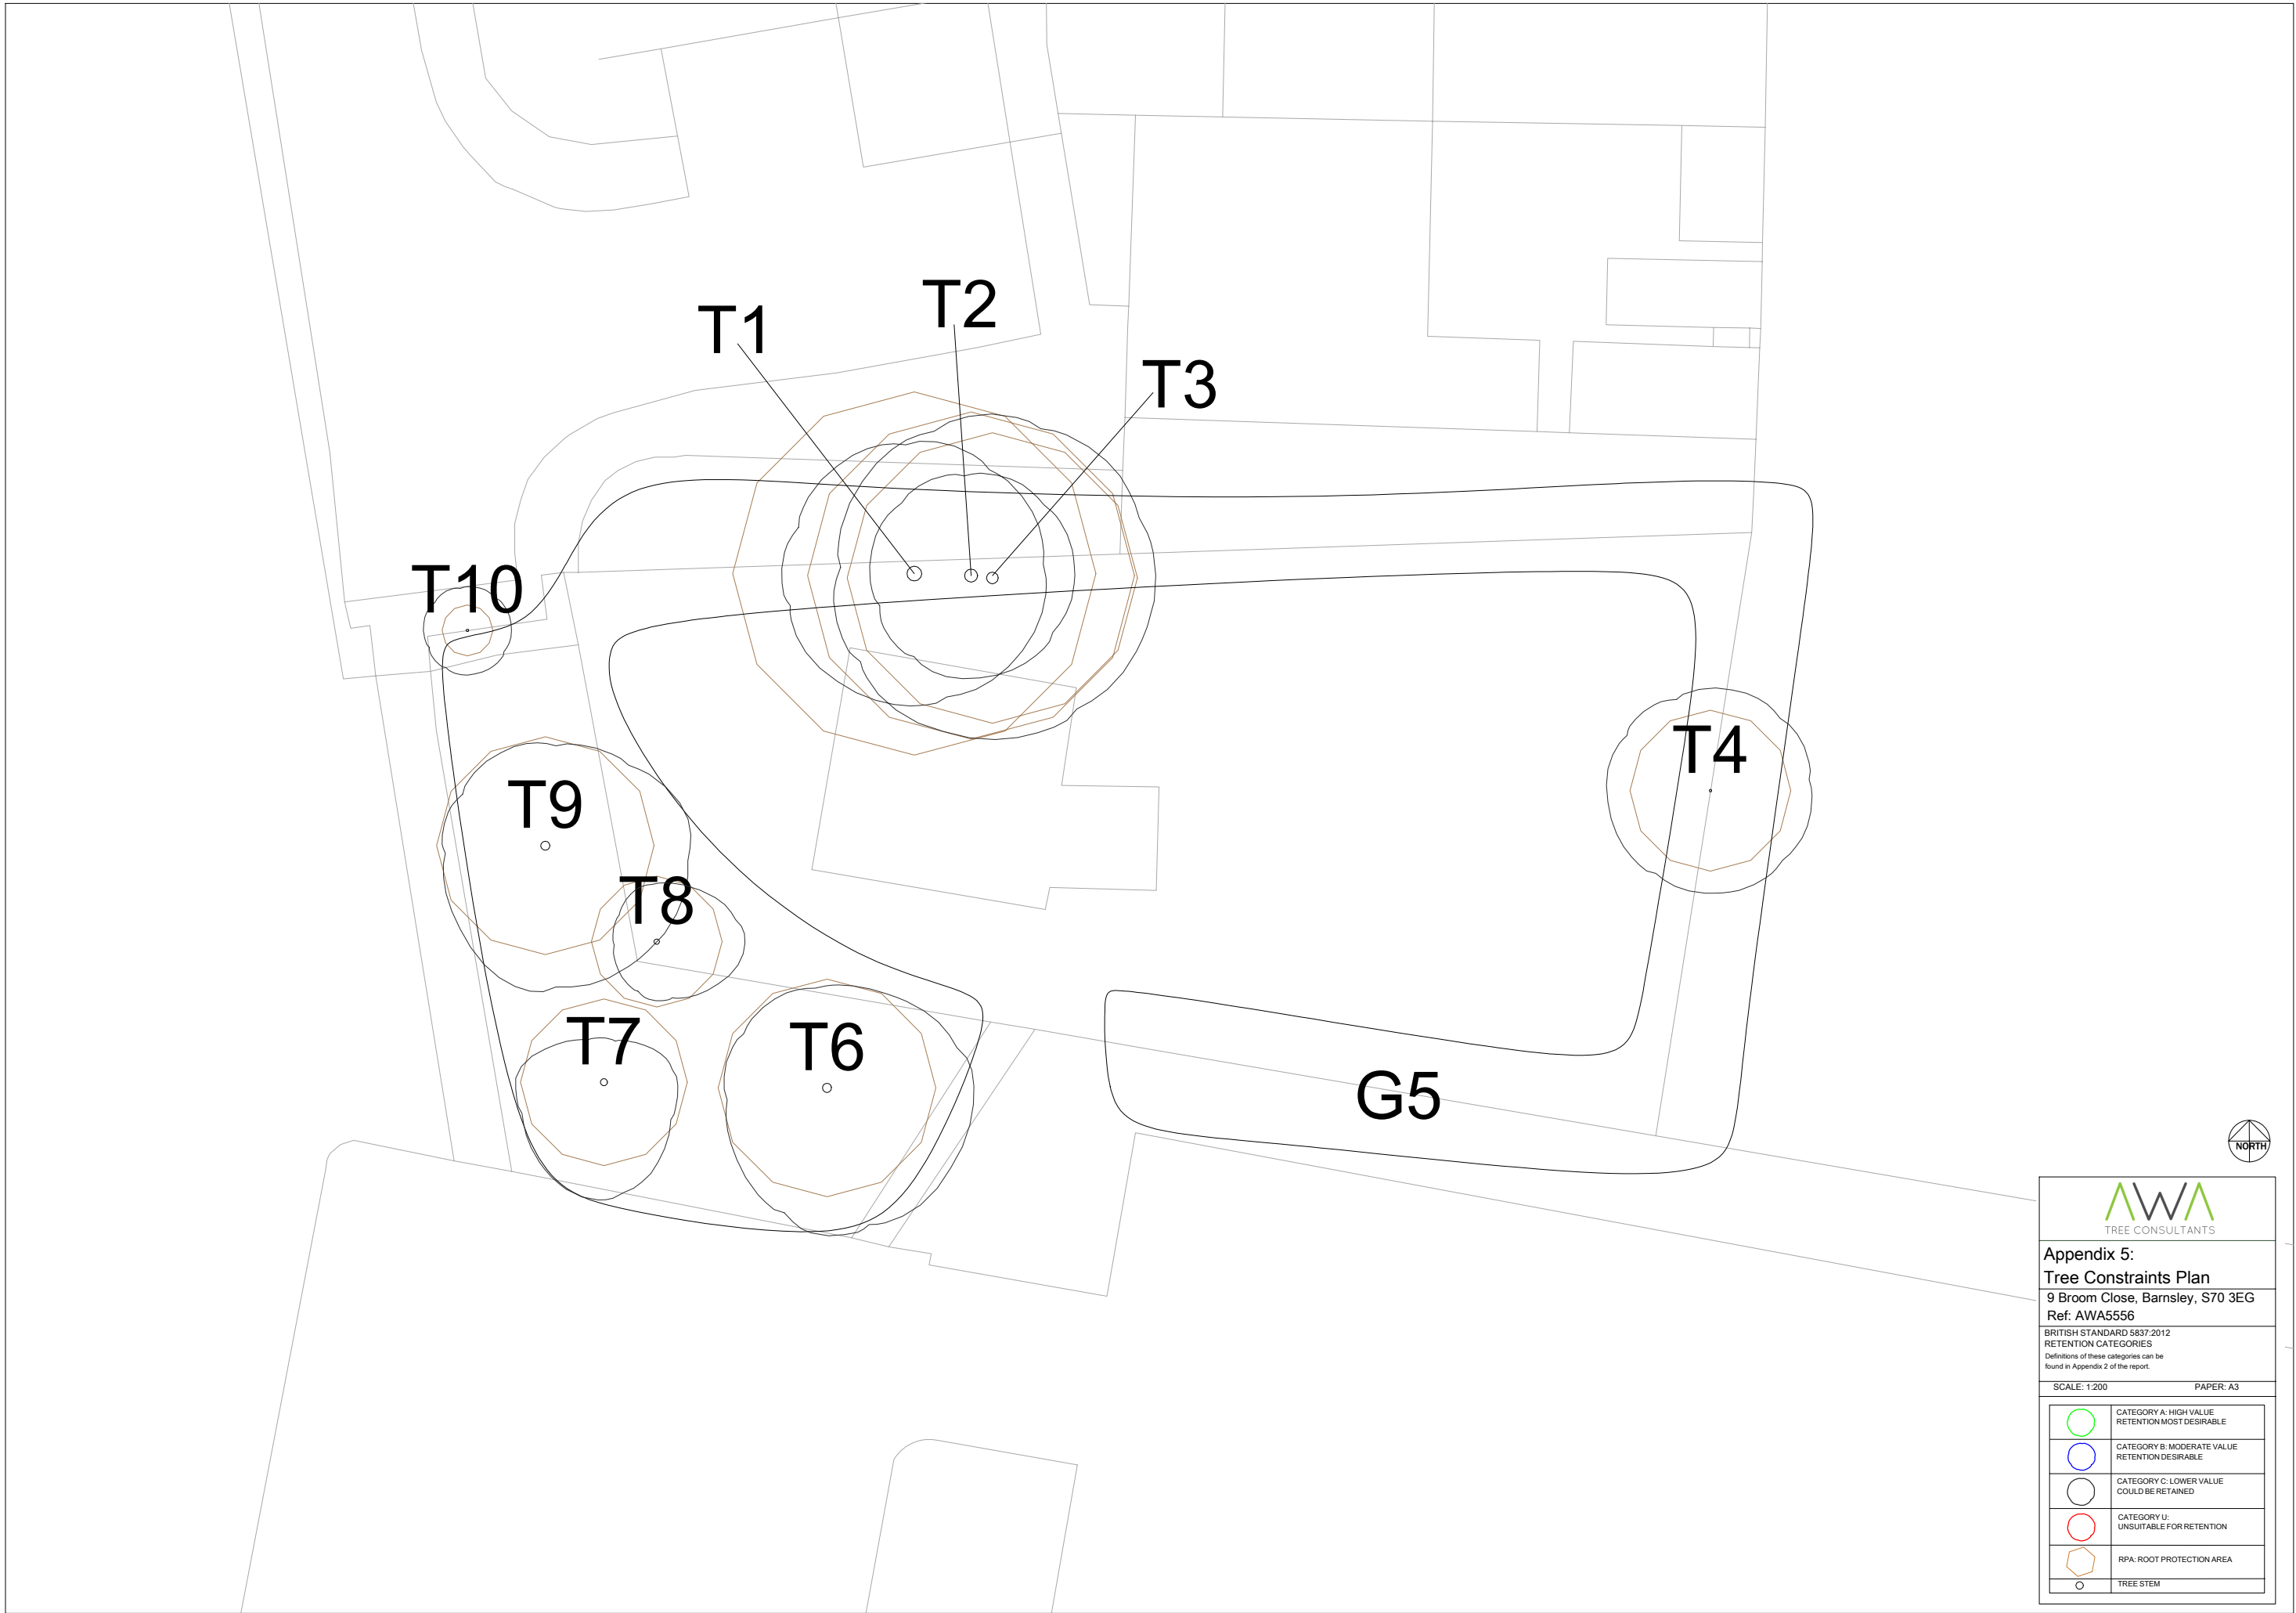 T1
T2
T3
T10
T4
T9
T8
T7
T6
G5
NORTH
AWA
TREE CONSULTANTS
Appendix 5:
Tree Constraints Plan
9 Broom Close, Barnsley, S70 3EG
Ref: AWA5556
BRITISH STANDARD 5837:2012
RETENTION CATEGORIES
Definitions of these categories can be
found in Appendix 2 of the report.
SCALE: 1:200 PAPER: A3
CATEGORY A: HIGH VALUE
RETENTION MOST DESIRABLE
CATEGORY B: MODERATE VALUE
RETENTION DESIRABLE
CATEGORY C: LOWER VALUE
COULD BE RETAINED
CATEGORY U:
UNSUITABLE FOR RETENTION
RPA: ROOT PROTECTION AREA
TREE STEM